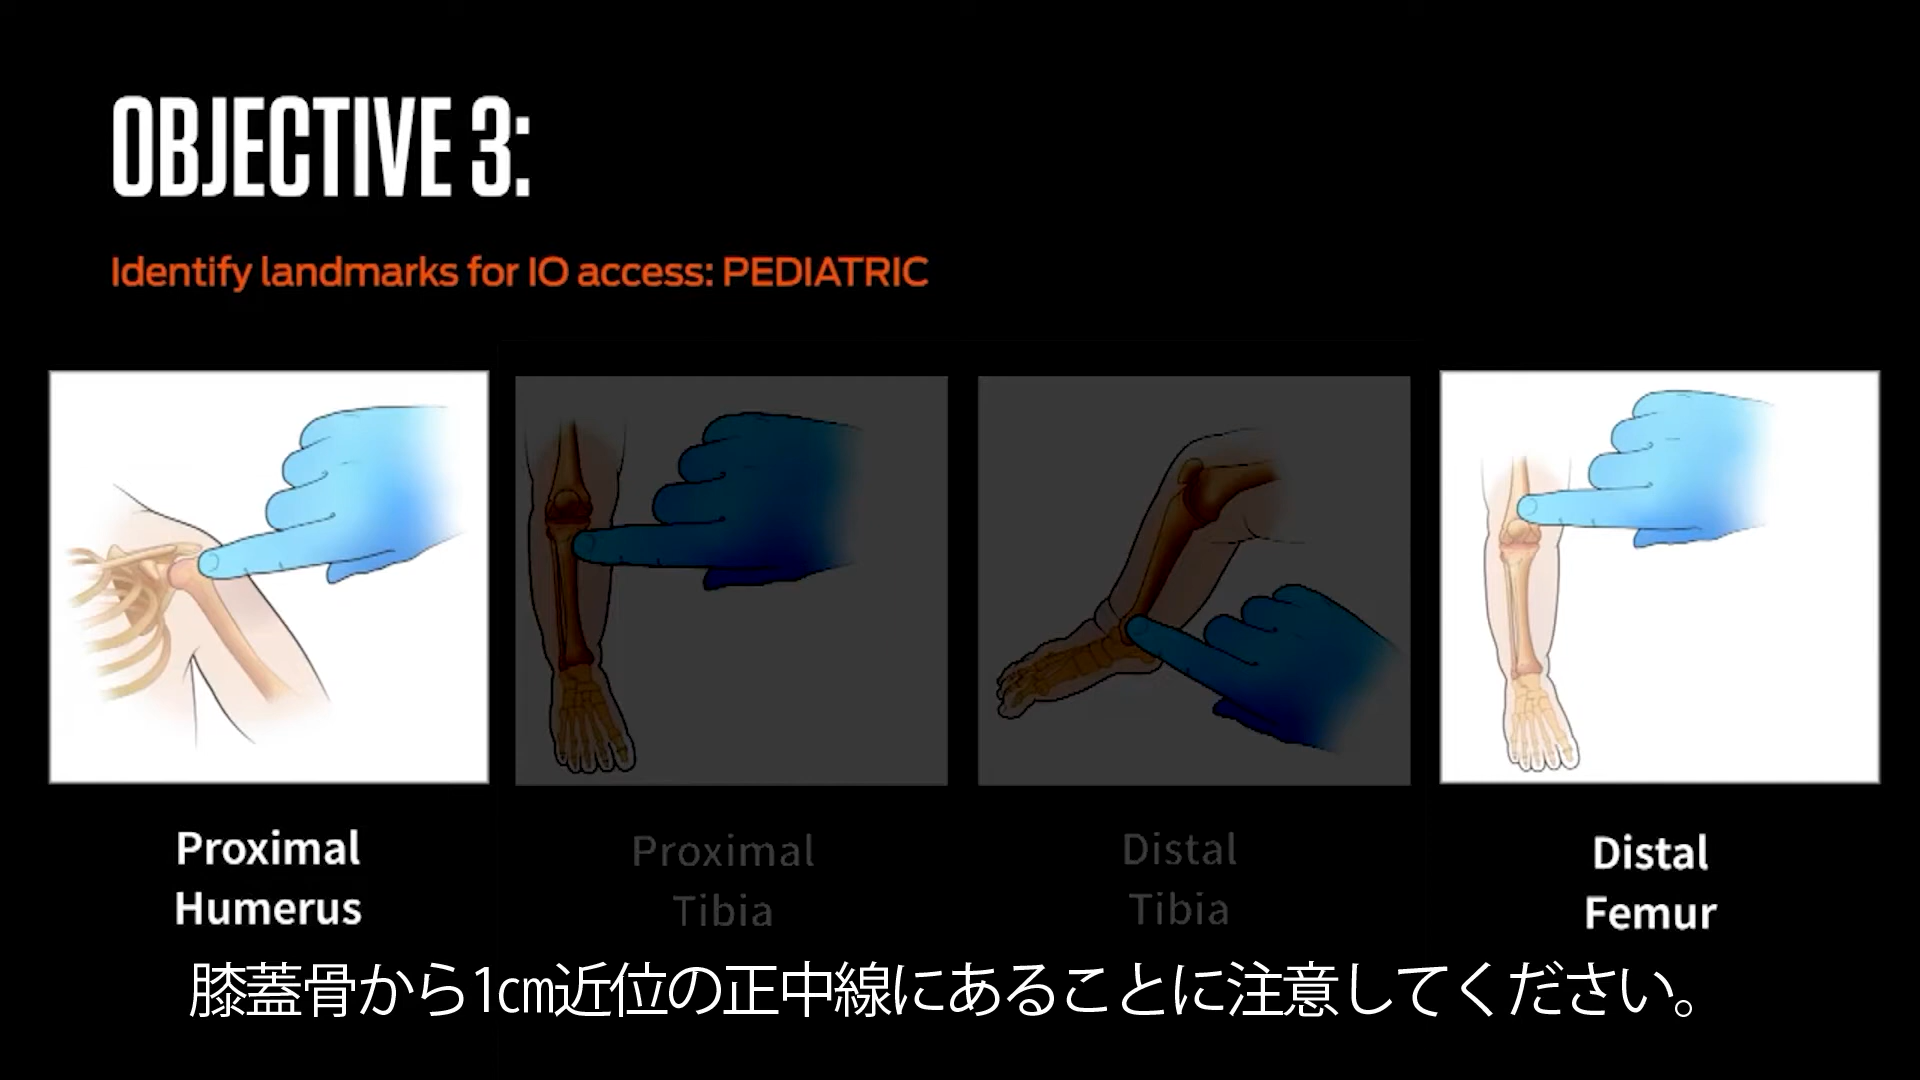 OBJECTIVE 3:
Identify landmarks for IO access: PEDIATRIC
Proximal
Humerus
Proximal
Tibia
Distal
Tibia
Distal
Femur
膝蓋骨から1㎝近位の正中線にあることに注意してください。